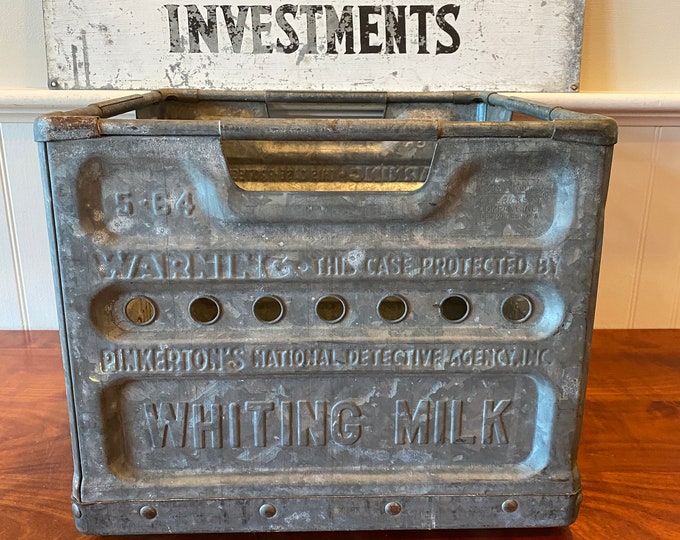 INVESTMENTS
5-64
WARNING · THIS CASE PROTECTED BY
PINKERTON'S NATIONAL DETECTIVE AGENCY, INC
WHITING MILK